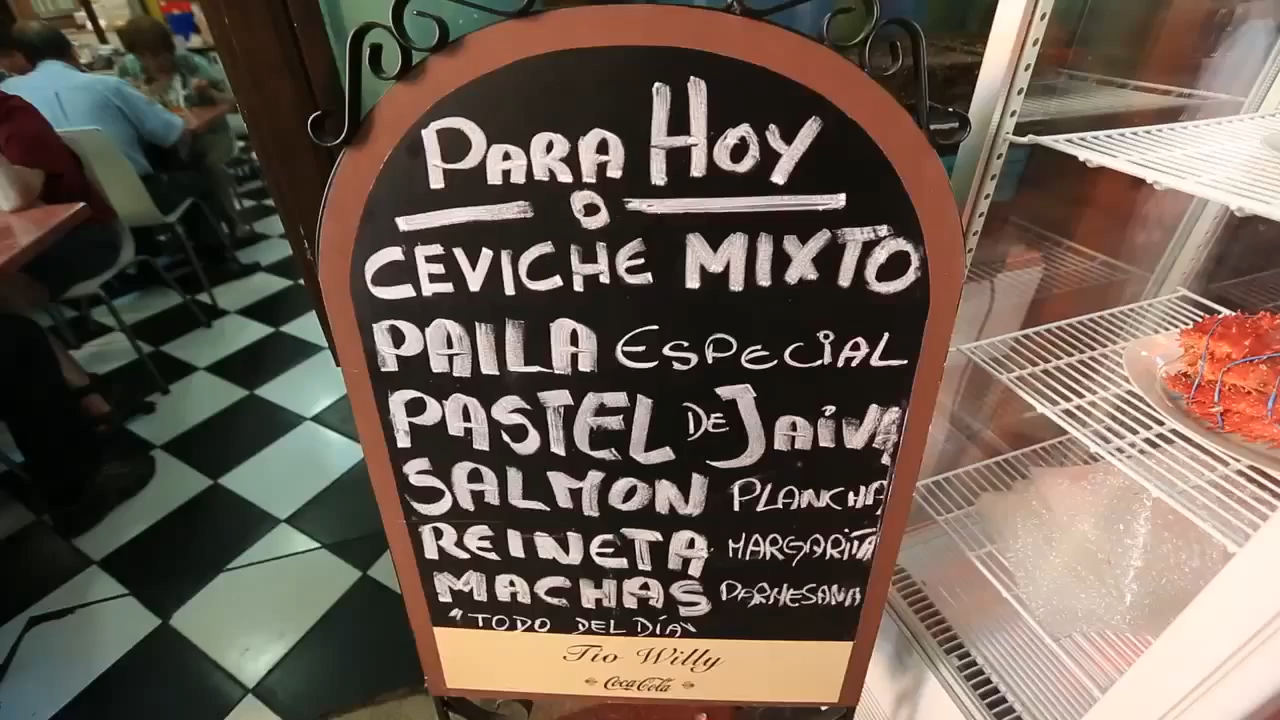 PARA HOY
CEVICHE MIXTO
PAILA ESPECIAL
PASTEL DE JAIVA
SALMON PLANCHA
REINETA MARGARITA
MACHAS PARMESANA
"TODO DEL DÍA"
Tio Willy
Coca-Cola